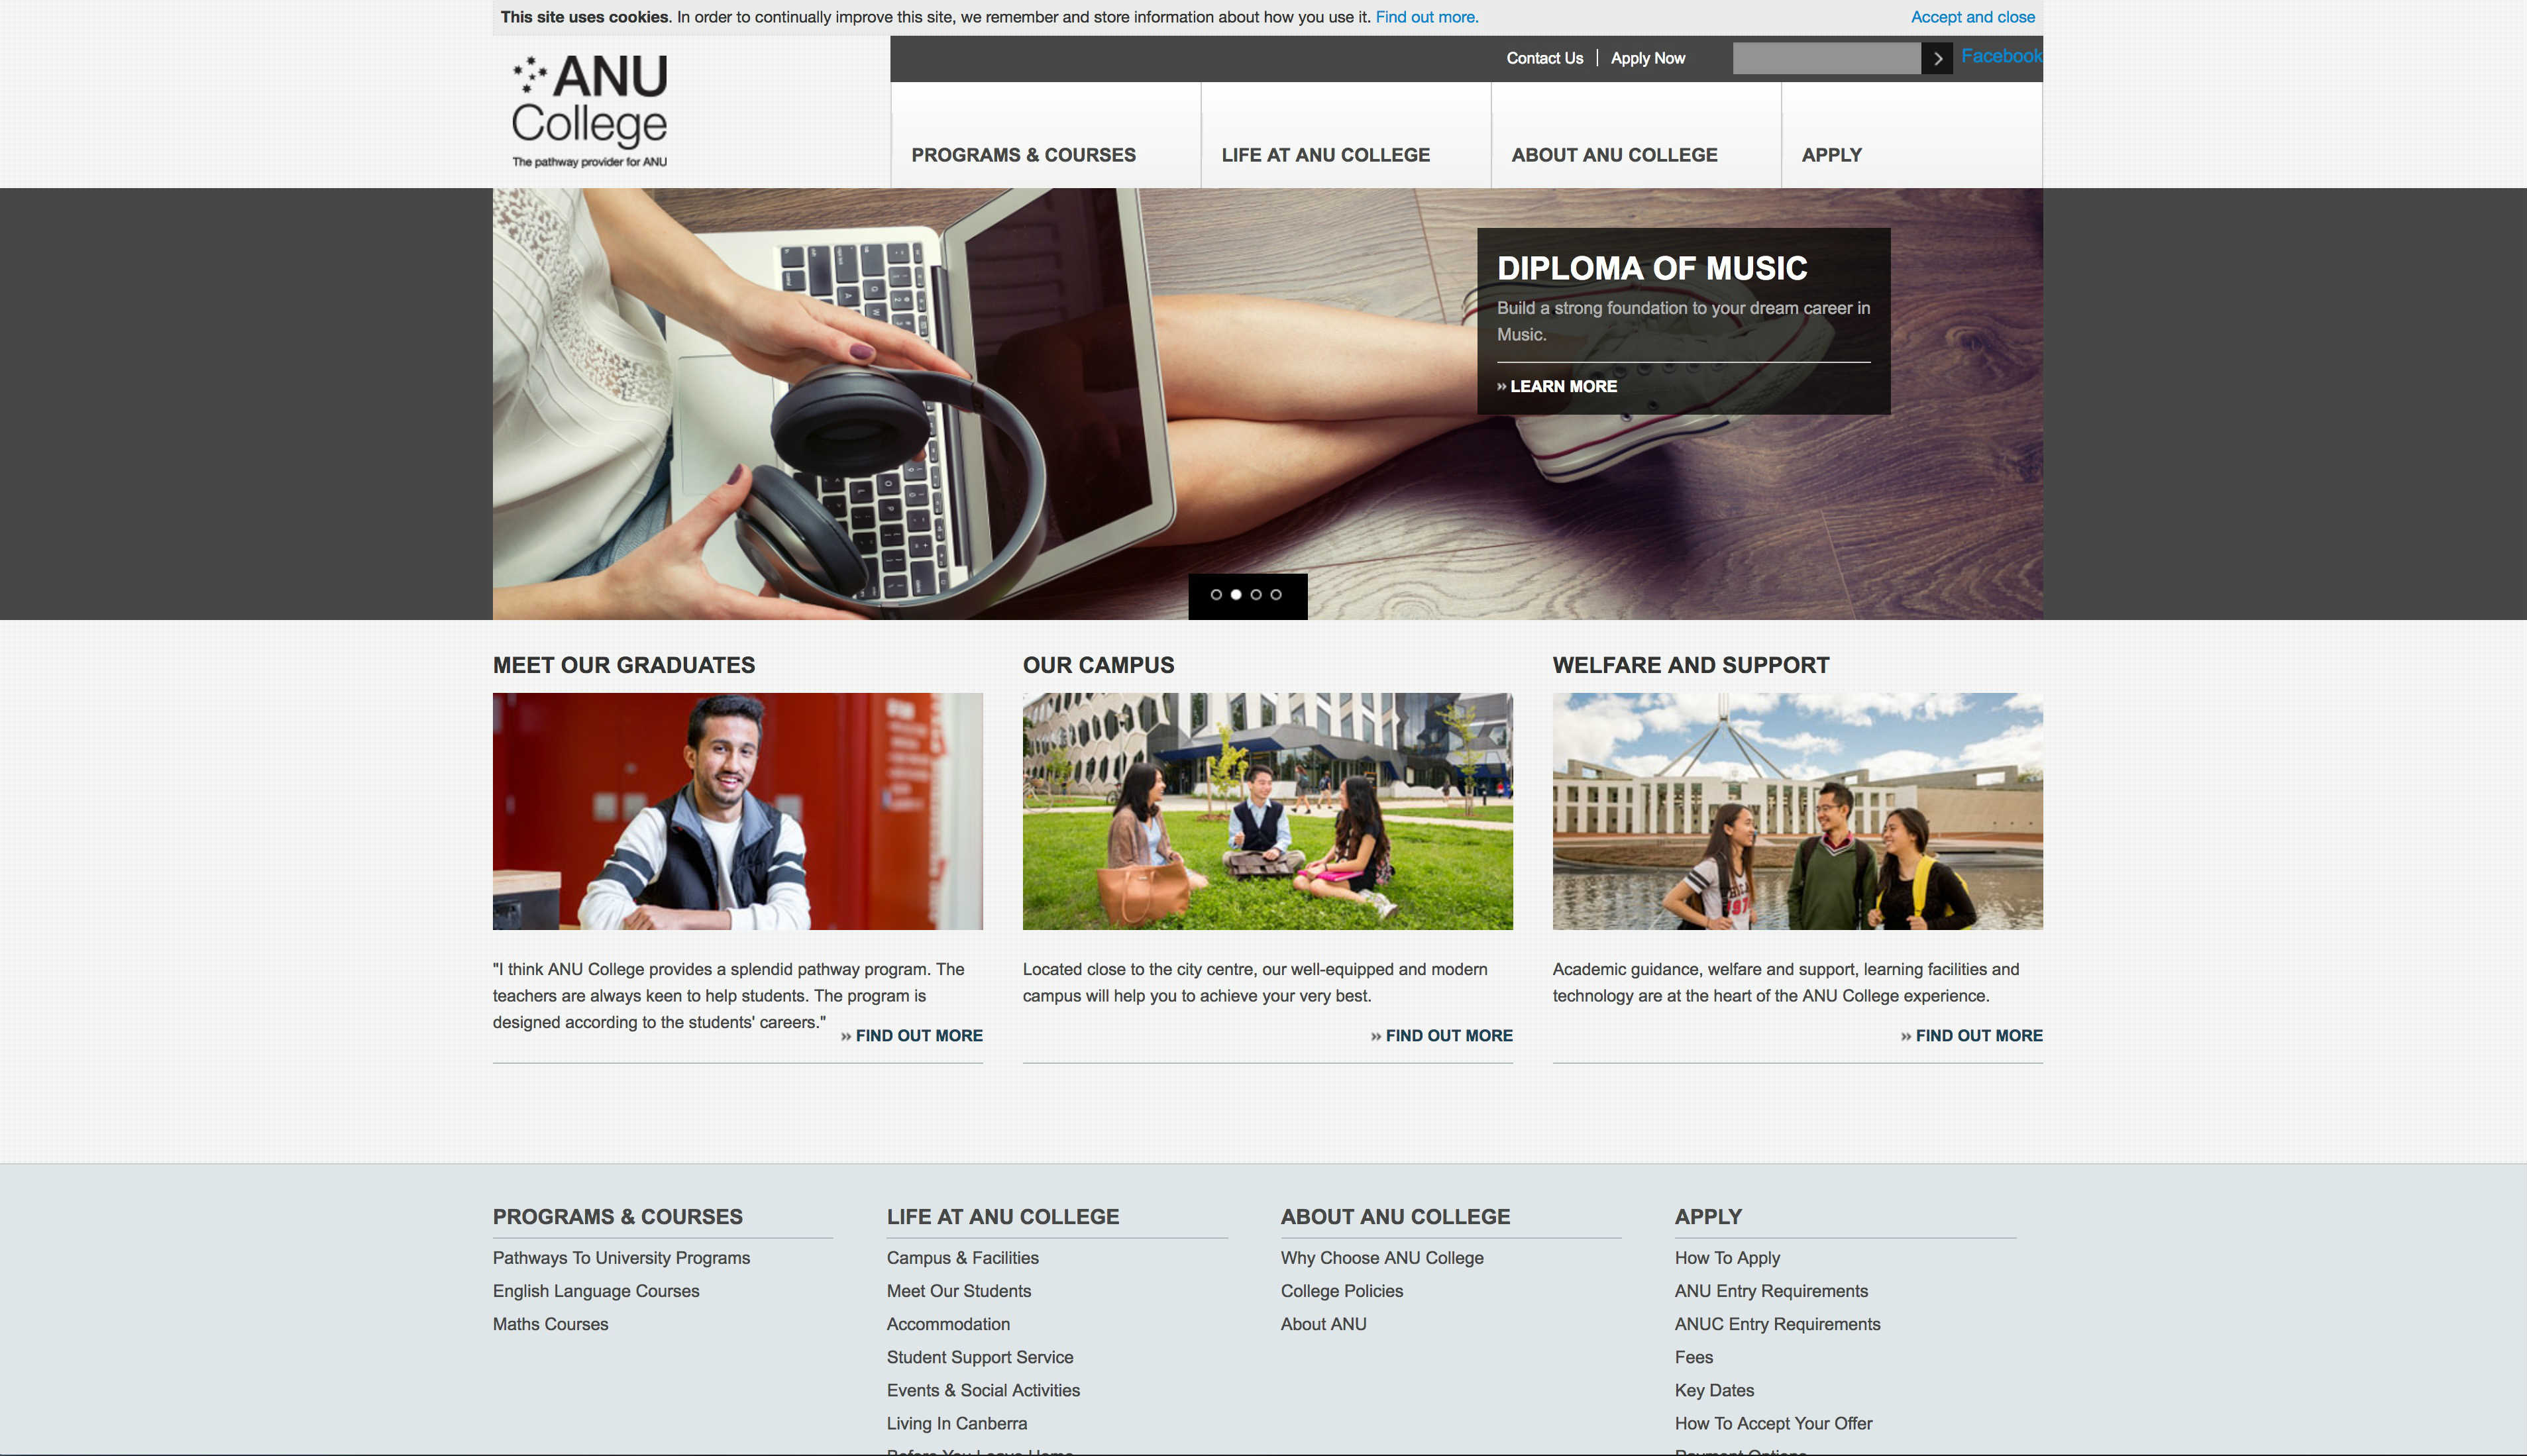 This site uses cookies. In order to continually improve this site, we remember and store information about how you use it. Find out more.
Accept and close
ANU
College
The pathway provider for ANU
Contact Us
Apply Now
Facebook
PROGRAMS & COURSES
LIFE AT ANU COLLEGE
ABOUT ANU COLLEGE
APPLY
DIPLOMA OF MUSIC
Build a strong foundation to your dream career in
Music.
» LEARN MORE
MEET OUR GRADUATES
"I think ANU College provides a splendid pathway program. The
teachers are always keen to help students. The program is
designed according to the students' careers."
» FIND OUT MORE
OUR CAMPUS
Located close to the city centre, our well-equipped and modern
campus will help you to achieve your very best.
» FIND OUT MORE
WELFARE AND SUPPORT
Academic guidance, welfare and support, learning facilities and
technology are at the heart of the ANU College experience.
» FIND OUT MORE
PROGRAMS & COURSES
Pathways To University Programs
English Language Courses
Maths Courses
LIFE AT ANU COLLEGE
Campus & Facilities
Meet Our Students
Accommodation
Student Support Service
Events & Social Activities
Living In Canberra
Before You Leave Home
ABOUT ANU COLLEGE
Why Choose ANU College
College Policies
About ANU
APPLY
How To Apply
ANU Entry Requirements
ANUC Entry Requirements
Fees
Key Dates
How To Accept Your Offer
Payment Options